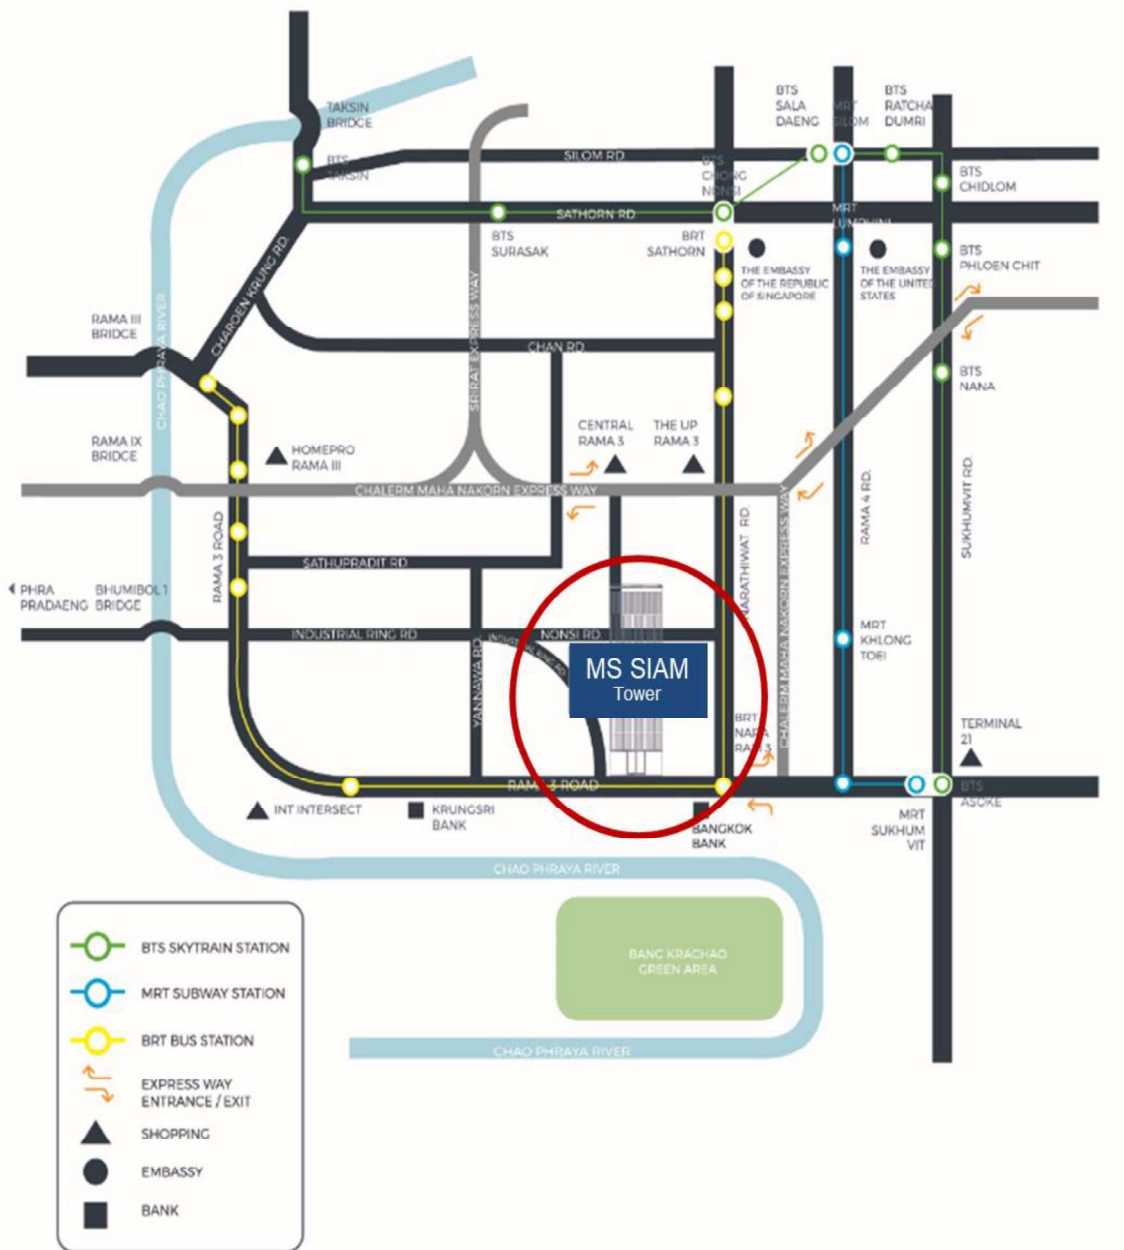 TAKSIN
BRIDGE
BTS
SALA
DAENG
MRT
SILOM
BTS
RATCHA
DUMRI
BTS
TAKSIN
SILOM RD.
BTS
CHONG
NONSI
BTS
CHIDLOM
SATHORN RD
MRT
LUMPHINI
BTS
SURASAK
BRT
SATHORN
THE EMBASSY
OF THE REPUBLIC
OF SINGAPORE
THE EMBASSY
OF THE UNITED
STATES
BTS
PHLOEN CHIT
CHAROEN KRUNG RD.
SRIRAT EXPRESS WAY
CHAO PHRAYA RIVER
RAMA III
BRIDGE
CHAN RD
BTS
NANA
RAMA IX
BRIDGE
HOMEPRO
RAMA III
CENTRAL
RAMA 3
THE UP
RAMA 3
CHALERM MAHA NAKORN EXPRESS WAY
RAMA 3 ROAD
NARATHIWAT RD.
CHALERM MAHA NAKORN EXPRESS WAY
RAMA 4 RD.
SUKHUMVIT RD.
SATHUPRADIT RD
PHRA
PRADAENG
BHUMIBOL 1
BRIDGE
INDUSTRIAL RING RD
NONSI RD
INDUSTRIAL RING RD
YANNAWA RD.
MS SIAM
Tower
MRT
KHLONG
TOEI
BRT
NARA
RAM 3
TERMINAL
21
RAMA 3 ROAD
BTS
ASOKE
INT INTERSECT
KRUNGSRI
BANK
BANGKOK
BANK
MRT
SUKHUM
VIT
CHAO PHRAYA RIVER
BANG KRACHAO
GREEN AREA
CHAO PHRAYA RIVER
BTS SKYTRAIN STATION
MRT SUBWAY STATION
BRT BUS STATION
EXPRESS WAY
ENTRANCE / EXIT
SHOPPING
EMBASSY
BANK